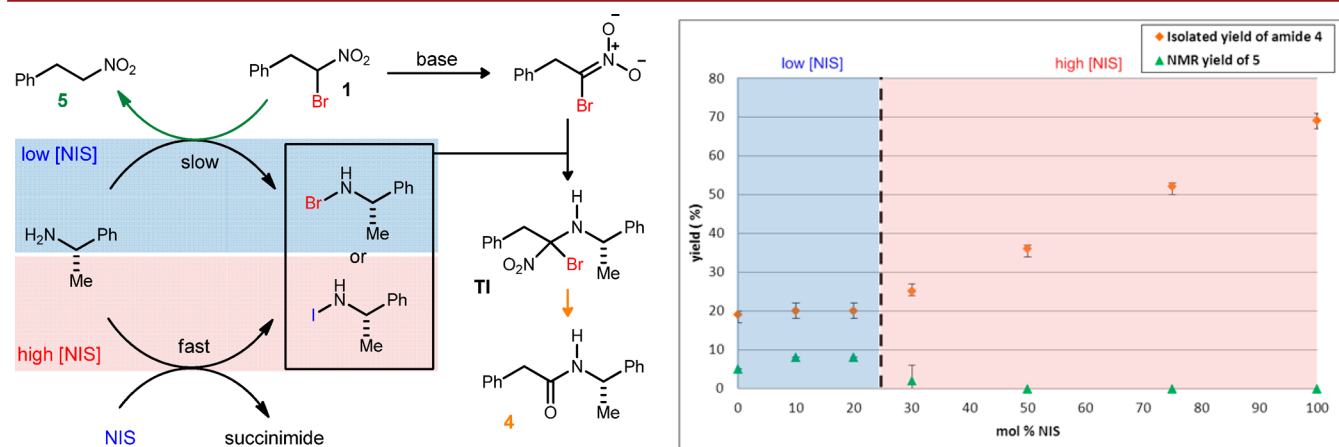 Ph
NO2
5
Ph
NO2
Br
1
base
Ph
O−
N+
O−
Br
low [NIS]
slow
H
N
Br
Ph
Me
or
H2N
Ph
Me
I
H
N
Ph
Me
high [NIS]
fast
NIS
succinimide
Ph
O2N
Br
H
N
Ph
Me
TI
Ph
O
H
N
Ph
Me
4
Isolated yield of amide 4
NMR yield of 5
low [NIS]
high [NIS]
yield ( %)
80
70
60
50
40
30
20
10
0
0 10 20 30 40 50 60 70 80 90 100
mol % NIS